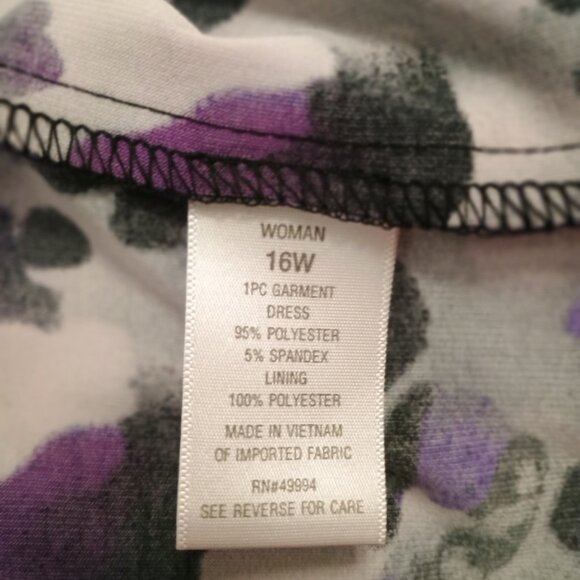 WOMAN
16W
1PC GARMENT
DRESS
95% POLYESTER
5% SPANDEX
LINING
100% POLYESTER
MADE IN VIETNAM
OF IMPORTED FABRIC
RN#49994
SEE REVERSE FOR CARE